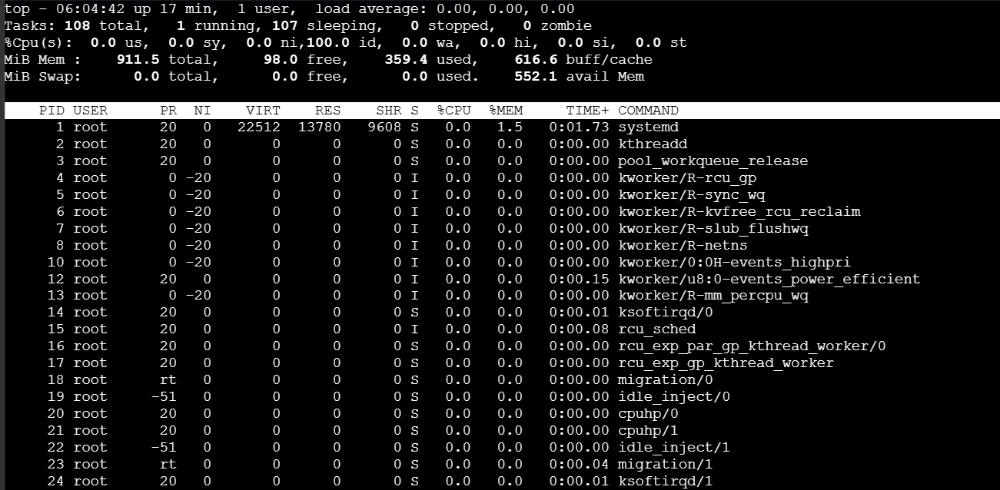 top - 06:04:42 up 17 min,  1 user,  load average: 0.00, 0.00, 0.00
Tasks: 108 total,   1 running, 107 sleeping,   0 stopped,   0 zombie
%Cpu(s):  0.0 us,  0.0 sy,  0.0 ni,100.0 id,  0.0 wa,  0.0 hi,  0.0 si,  0.0 st
MiB Mem :    911.5 total,     98.0 free,    359.4 used,    616.6 buff/cache
MiB Swap:      0.0 total,      0.0 free,      0.0 used.    552.1 avail Mem
    PID USER      PR  NI    VIRT    RES    SHR S  %CPU  %MEM     TIME+ COMMAND
      1 root      20   0   22512  13780   9608 S   0.0   1.5   0:01.73 systemd
      2 root      20   0       0      0      0 S   0.0   0.0   0:00.00 kthreadd
      3 root      20   0       0      0      0 S   0.0   0.0   0:00.00 pool_workqueue_release
      4 root       0 -20       0      0      0 I   0.0   0.0   0:00.00 kworker/R-rcu_gp
      5 root       0 -20       0      0      0 I   0.0   0.0   0:00.00 kworker/R-sync_wq
      6 root       0 -20       0      0      0 I   0.0   0.0   0:00.00 kworker/R-kvfree_rcu_reclaim
      7 root       0 -20       0      0      0 I   0.0   0.0   0:00.00 kworker/R-slub_flushwq
      8 root       0 -20       0      0      0 I   0.0   0.0   0:00.00 kworker/R-netns
     10 root       0 -20       0      0      0 I   0.0   0.0   0:00.00 kworker/0:0H-events_highpri
     12 root      20   0       0      0      0 I   0.0   0.0   0:00.15 kworker/u8:0-events_power_efficient
     13 root       0 -20       0      0      0 I   0.0   0.0   0:00.00 kworker/R-mm_percpu_wq
     14 root      20   0       0      0      0 S   0.0   0.0   0:00.01 ksoftirqd/0
     15 root      20   0       0      0      0 I   0.0   0.0   0:00.08 rcu_sched
     16 root      20   0       0      0      0 S   0.0   0.0   0:00.00 rcu_exp_par_gp_kthread_worker/0
     17 root      20   0       0      0      0 S   0.0   0.0   0:00.00 rcu_exp_gp_kthread_worker
     18 root      rt   0       0      0      0 S   0.0   0.0   0:00.00 migration/0
     19 root     -51   0       0      0      0 S   0.0   0.0   0:00.00 idle_inject/0
     20 root      20   0       0      0      0 S   0.0   0.0   0:00.00 cpuhp/0
     21 root      20   0       0      0      0 S   0.0   0.0   0:00.00 cpuhp/1
     22 root     -51   0       0      0      0 S   0.0   0.0   0:00.00 idle_inject/1
     23 root      rt   0       0      0      0 S   0.0   0.0   0:00.04 migration/1
     24 root      20   0       0      0      0 S   0.0   0.0   0:00.01 ksoftirqd/1